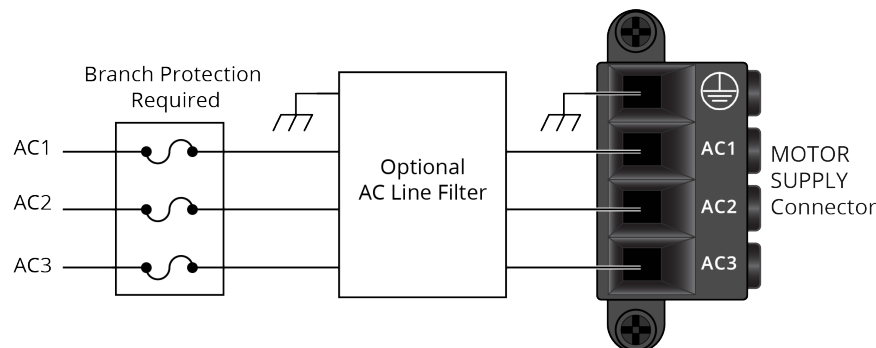 Branch Protection
Required
AC1
AC2
AC3
Optional
AC Line Filter
AC1
AC2
AC3
MOTOR
SUPPLY
Connector